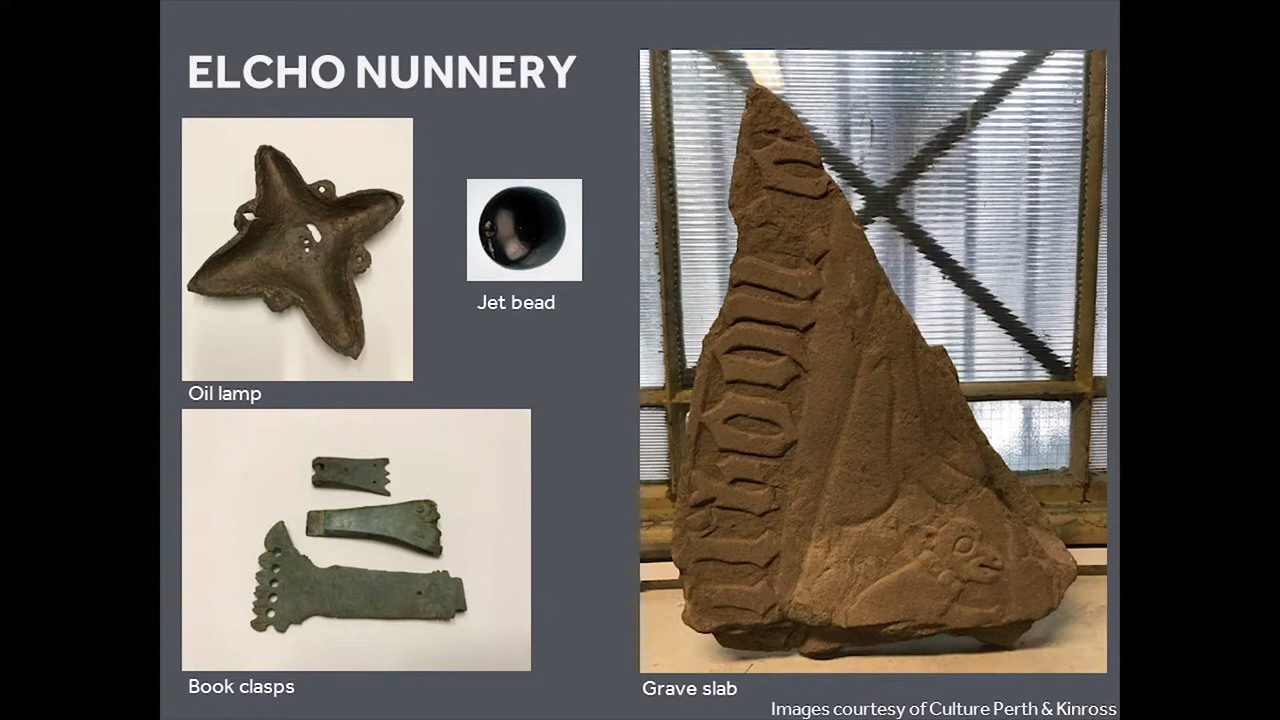 ELCHO NUNNERY
Jet bead
Oil lamp
Book clasps
Grave slab
Images courtesy of Culture Perth & Kinross